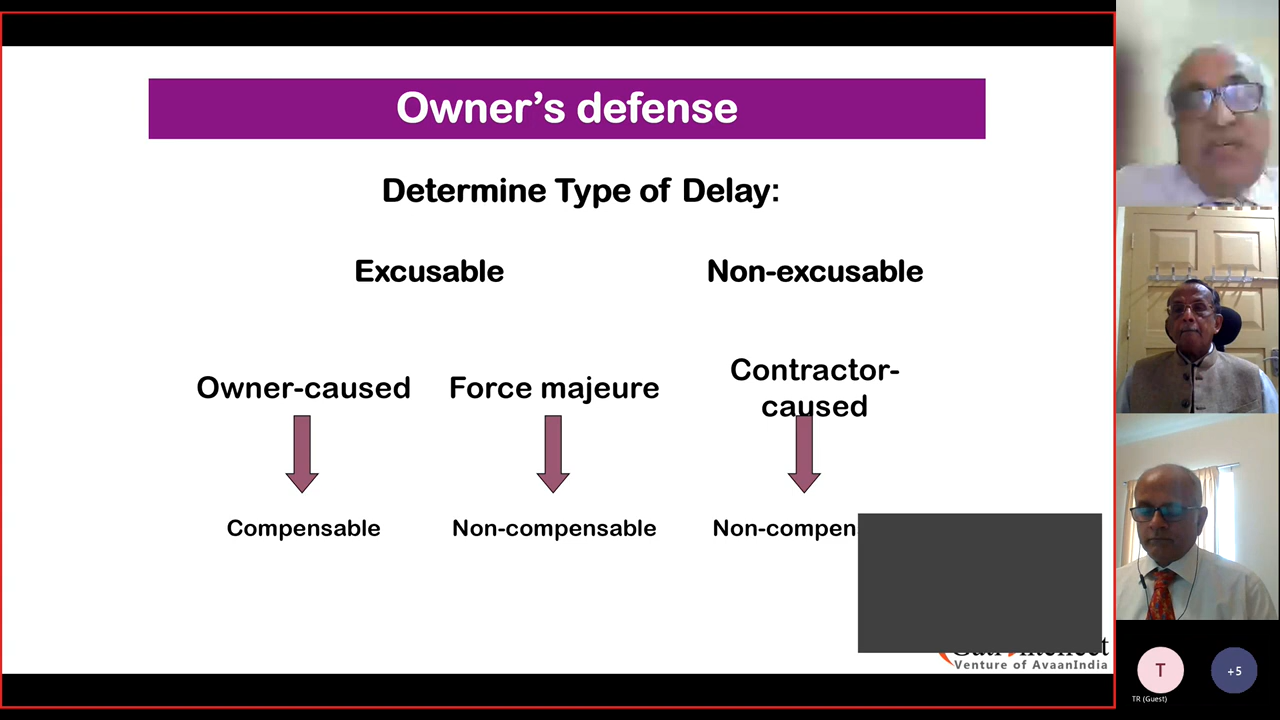 Owner’s defense
Determine Type of Delay:
Excusable Non-excusable
Owner-caused Force majeure Contractor-
caused
Compensable Non-compensable Non-compen
Venture of AvaanIndia
T
TR (Guest)
+5